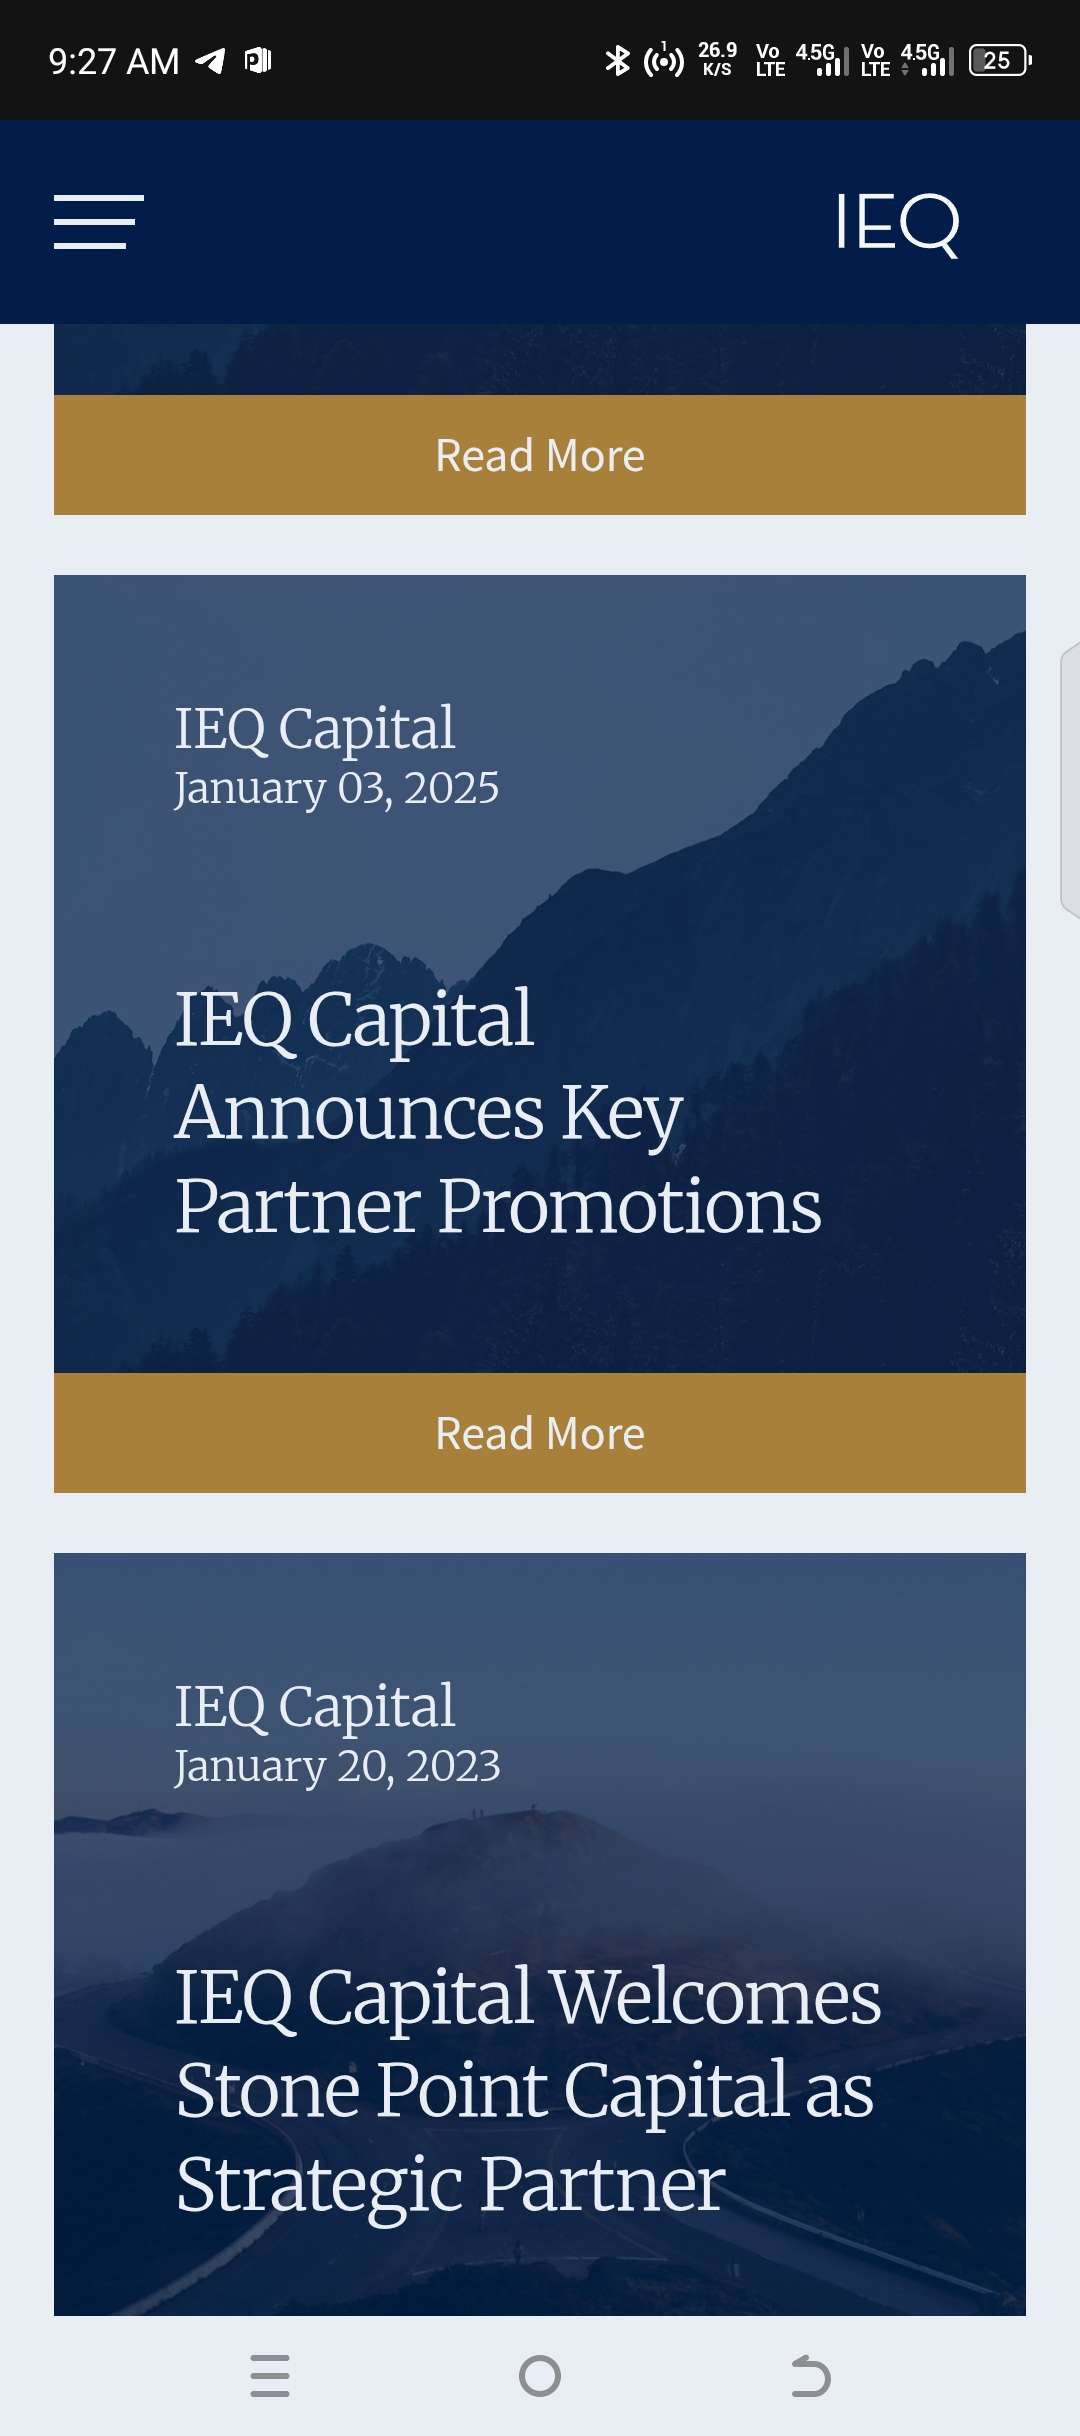 9:27 AM
1
26.9
K/S
Vo
LTE
4.5G
Vo
LTE
4.5G
25
IEQ
Read More
IEQ Capital
January 03, 2025
IEQ Capital
Announces Key
Partner Promotions
Read More
IEQ Capital
January 20, 2023
IEQ Capital Welcomes
Stone Point Capital as
Strategic Partner